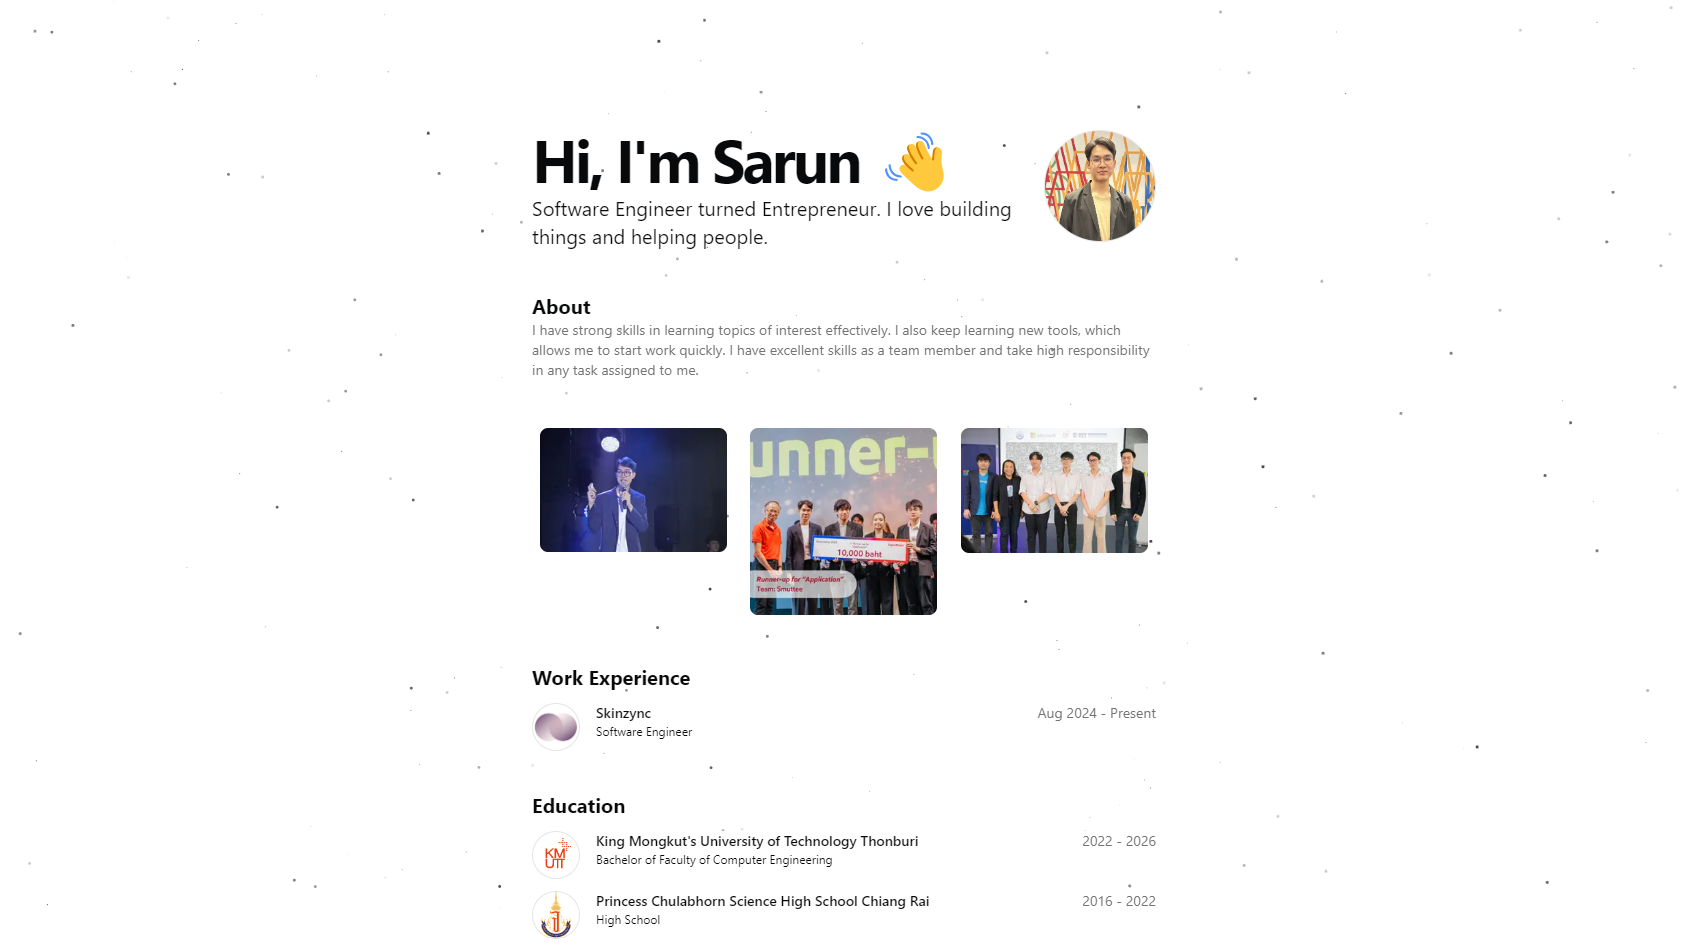 Hi, I'm Sarun 👋
Software Engineer turned Entrepreneur. I love building
things and helping people.
About
I have strong skills in learning topics of interest effectively. I also keep learning new tools, which
allows me to start work quickly. I have excellent skills as a team member and take high responsibility
in any task assigned to me.
unner-u
10,000 baht
Runner-up for "Application"
Team: Smuttee
Microsoft
Work Experience
Skinzync
Aug 2024 - Present
Software Engineer
Education
KM
UTT
King Mongkut's University of Technology Thonburi
2022 - 2026
Bachelor of Faculty of Computer Engineering
Princess Chulabhorn Science High School Chiang Rai
2016 - 2022
High School